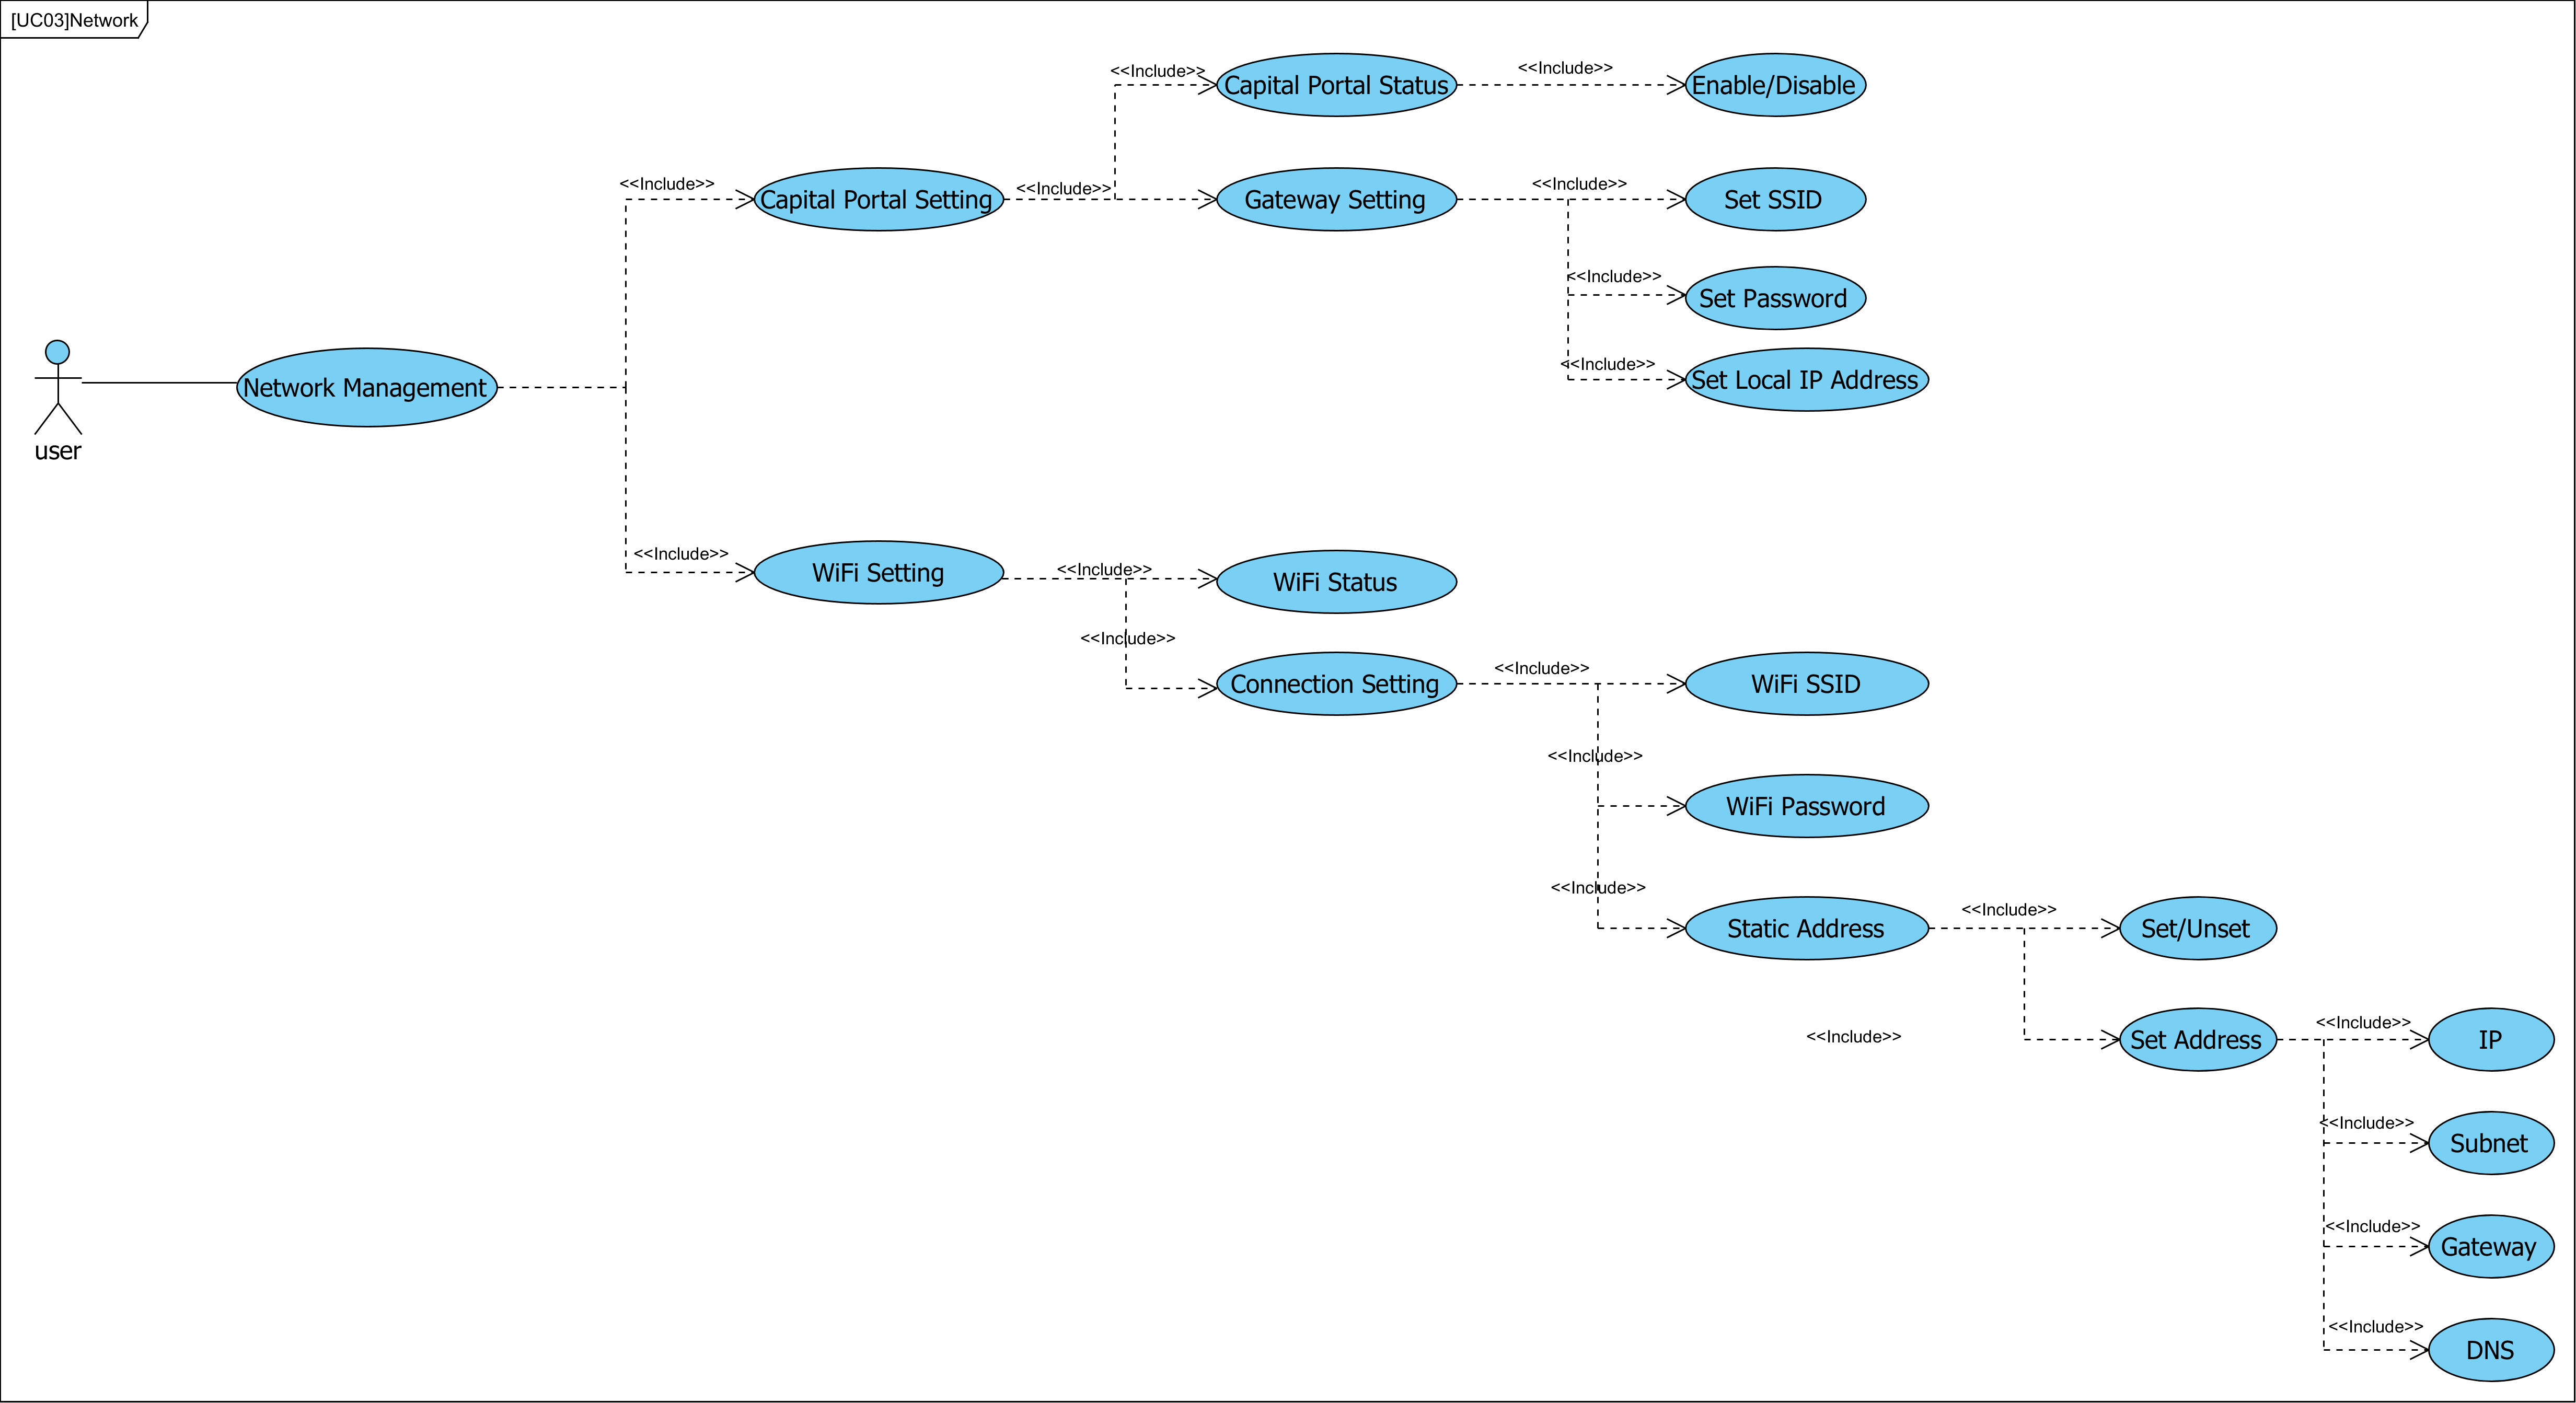 [UC03]Network
<<Include>>
Capital Portal Status
<<Include>>
Enable/Disable
<<Include>>
Capital Portal Setting
<<Include>>
Gateway Setting
<<Include>>
Set SSID
<<Include>>
Set Password
<<Include>>
Set Local IP Address
user
Network Management
<<Include>>
WiFi Setting
<<Include>>
WiFi Status
<<Include>>
Connection Setting
<<Include>>
WiFi SSID
<<Include>>
WiFi Password
<<Include>>
Static Address
<<Include>>
Set/Unset
<<Include>>
Set Address
<<Include>>
IP
<<Include>>
Subnet
<<Include>>
Gateway
<<Include>>
DNS